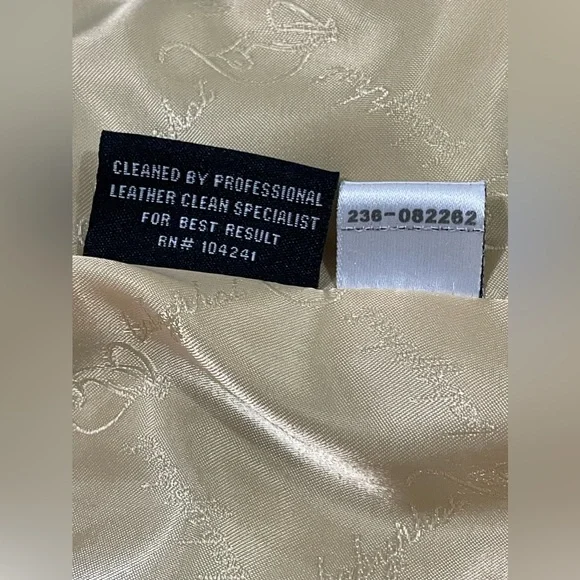 CLEANED BY PROFESSIONAL
LEATHER CLEAN SPECIALIST
FOR BEST RESULT
RN# 104241
236-082262